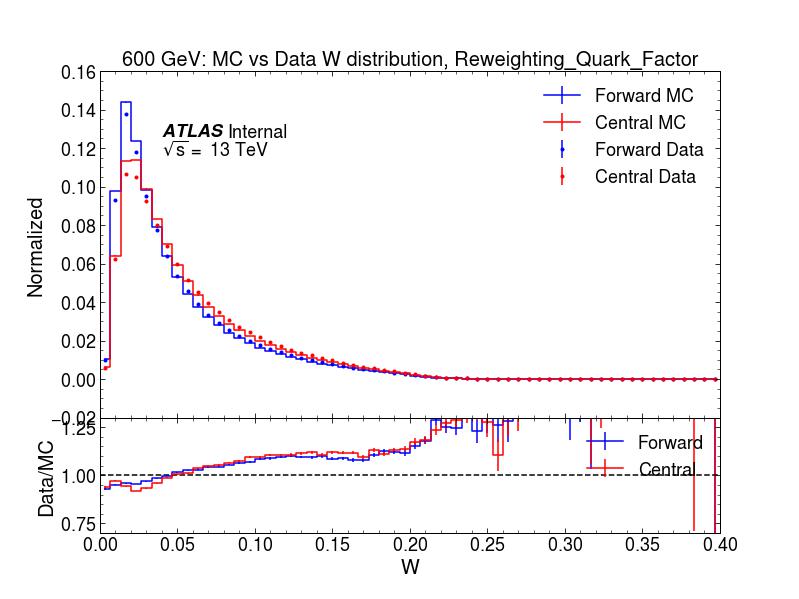 600 GeV: MC vs Data W distribution, Reweighting_Quark_Factor
0.16
0.14
0.12
0.10
0.08
0.06
0.04
0.02
0.00
−0.02
Normalized
ATLAS Internal
√s = 13 TeV
Forward MC
Central MC
Forward Data
Central Data
1.25
1.00
0.75
Data/MC
Forward
Central
0.00 0.05 0.10 0.15 0.20 0.25 0.30 0.35 0.40
W